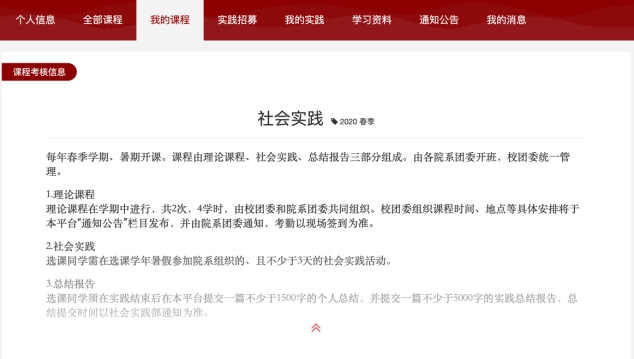 个人信息 全部课程 我的课程 实践招募 我的实践 学习资料 通知公告 我的消息
课程考核信息
社会实践 2020 春季
每年春季学期、暑期开课。课程由理论课程、社会实践、总结报告三部分组成。由各院系团委开班，校团委统一管
理。
1.理论课程
理论课程在学期中进行，共2次，4学时，由校团委和院系团委共同组织。校团委组织课程时间、地点等具体安排将于
本平台“通知公告”栏目发布，并由院系团委通知，考勤以现场签到为准。
2.社会实践
选课同学需在选课学年暑假参加院系组织的、且不少于3天的社会实践活动。
3.总结报告
选课同学须在实践结束后在本平台提交一篇不少于1500字的个人总结，并提交一篇不少于5000字的实践总结报告，总
结提交时间以社会实践部通知为准。